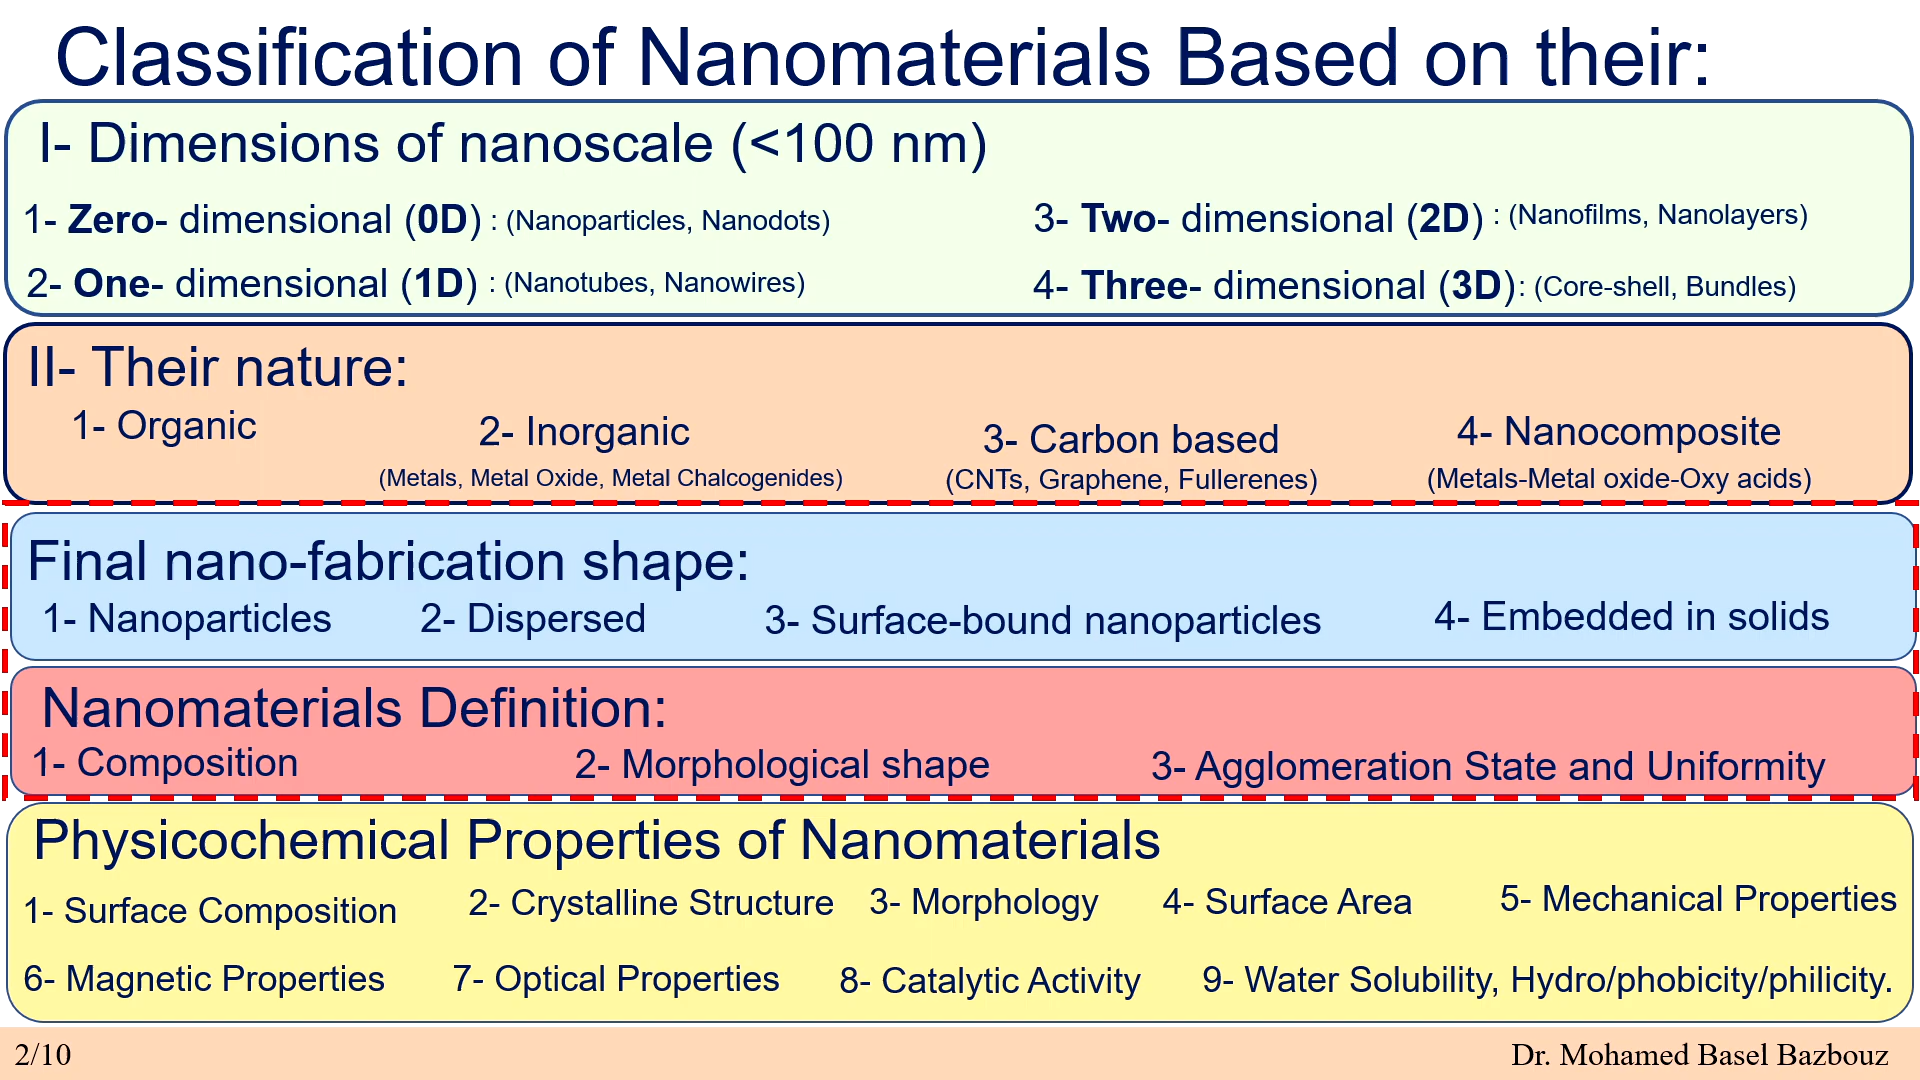 Classification of Nanomaterials Based on their:
I- Dimensions of nanoscale (<100 nm)
1- Zero- dimensional (0D) : (Nanoparticles, Nanodots)
3- Two- dimensional (2D) : (Nanofilms, Nanolayers)
2- One- dimensional (1D) : (Nanotubes, Nanowires)
4- Three- dimensional (3D): (Core-shell, Bundles)
II- Their nature:
1- Organic
2- Inorganic
(Metals, Metal Oxide, Metal Chalcogenides)
3- Carbon based
(CNTs, Graphene, Fullerenes)
4- Nanocomposite
(Metals-Metal oxide-Oxy acids)
Final nano-fabrication shape:
1- Nanoparticles
2- Dispersed
3- Surface-bound nanoparticles
4- Embedded in solids
Nanomaterials Definition:
1- Composition
2- Morphological shape
3- Agglomeration State and Uniformity
Physicochemical Properties of Nanomaterials
1- Surface Composition
2- Crystalline Structure
3- Morphology
4- Surface Area
5- Mechanical Properties
6- Magnetic Properties
7- Optical Properties
8- Catalytic Activity
9- Water Solubility, Hydro/phobicity/philicity.
2/10
Dr. Mohamed Basel Bazbouz